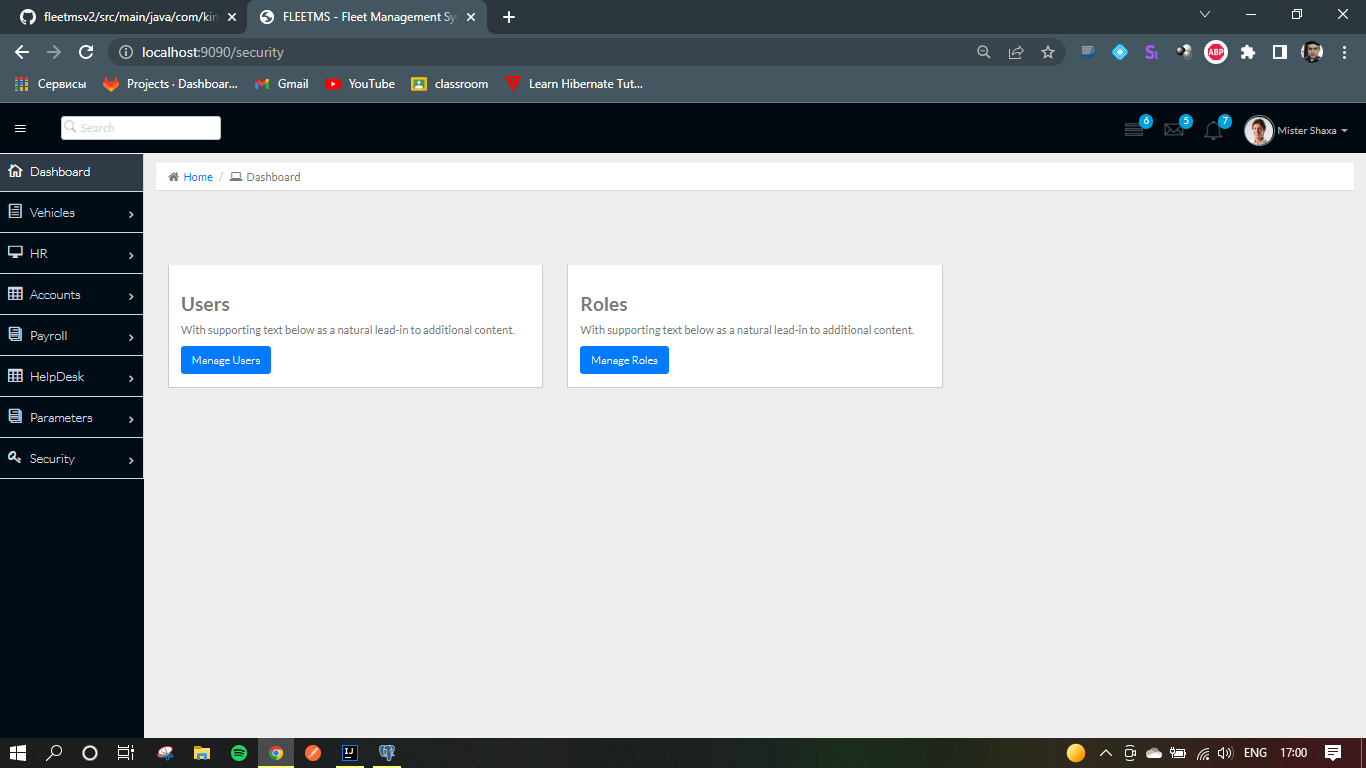 fleetmsv2/src/main/java/com/kin
FLEETMS - Fleet Management Sy
localhost:9090/security
ABP
Сервисы
Projects · Dashboar...
Gmail
YouTube
classroom
Learn Hibernate Tut...
Search
6
5
7
Mister Shaxa
Dashboard
Home / Dashboard
Vehicles
HR
Accounts
Payroll
HelpDesk
Parameters
Security
Users
With supporting text below as a natural lead-in to additional content.
Manage Users
Roles
With supporting text below as a natural lead-in to additional content.
Manage Roles
ENG
17:00